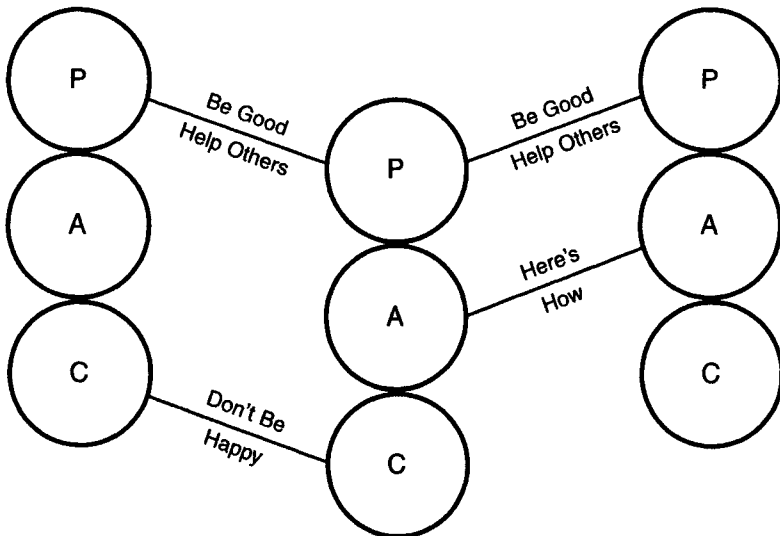 P
A
C
Be Good
Help Others
Don't Be
Happy
P
A
C
Be Good
Help Others
Here's
How
P
A
C